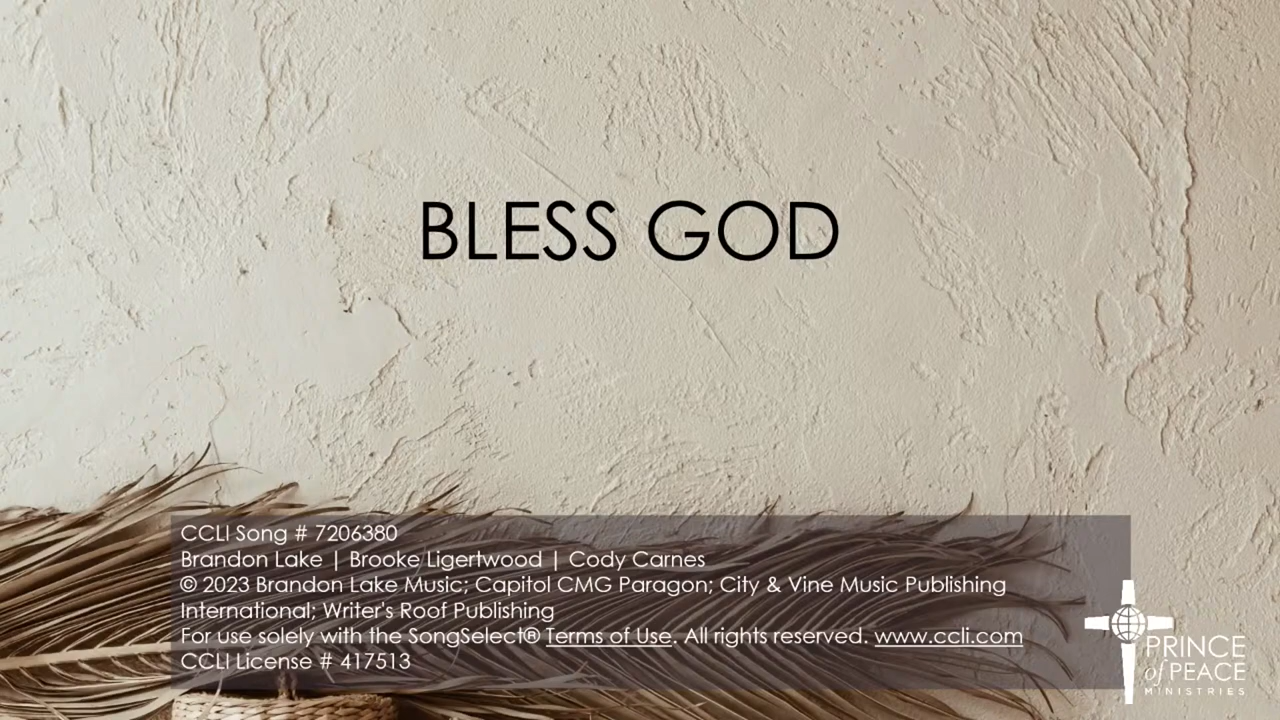 BLESS GOD
CCLI Song # 7206380
Brandon Lake | Brooke Ligertwood | Cody Carnes
© 2023 Brandon Lake Music; Capitol CMG Paragon; City & Vine Music Publishing
International; Writer's Roof Publishing
For use solely with the SongSelect® Terms of Use. All rights reserved. www.ccli.com
CCLI License # 417513
PRINCE
of PEACE
MINISTRIES